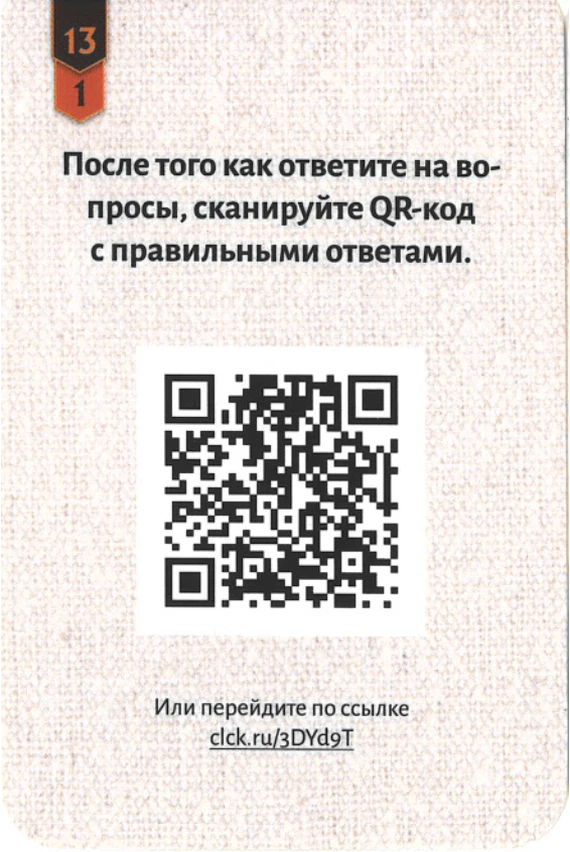 13
1
После того как ответите на во-
просы, сканируйте QR-код
с правильными ответами.
Или перейдите по ссылке
clck.ru/3DYd9T